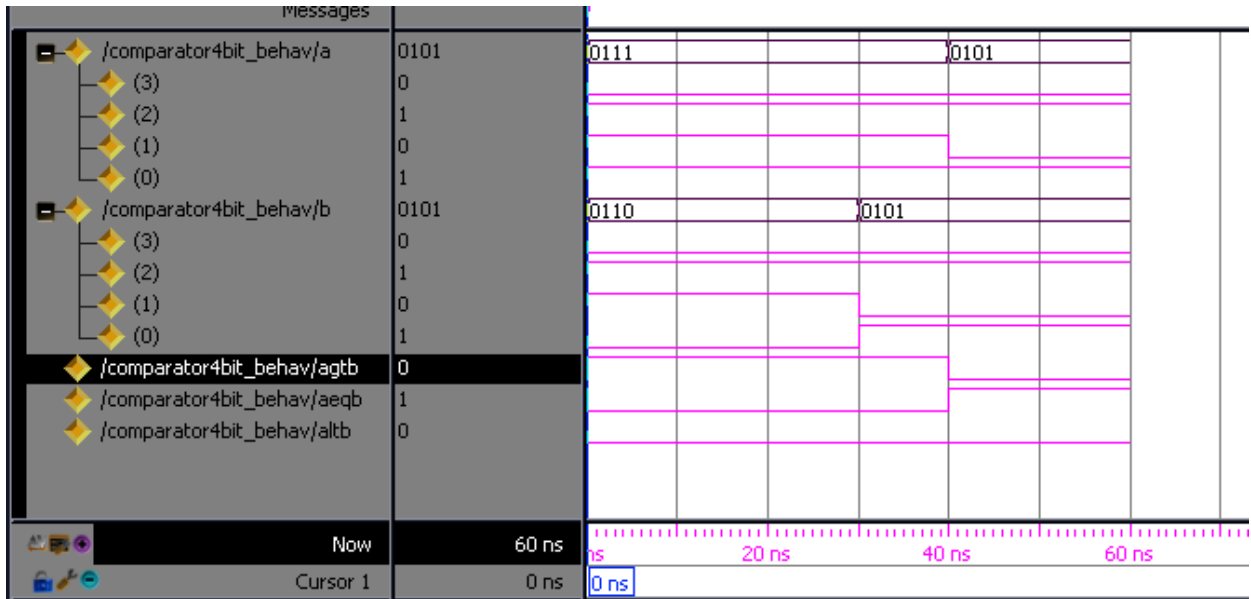 Messages
/comparator4bit_behav/a 0101 0111 0101
(3) 0
(2) 1
(1) 0
(0) 1
/comparator4bit_behav/b 0101 0110 0101
(3) 0
(2) 1
(1) 0
(0) 1
/comparator4bit_behav/agtb 0
/comparator4bit_behav/aeqb 1
/comparator4bit_behav/altb 0
Now 60 ns ns 20 ns 40 ns 60 ns
Cursor 1 0 ns 0 ns